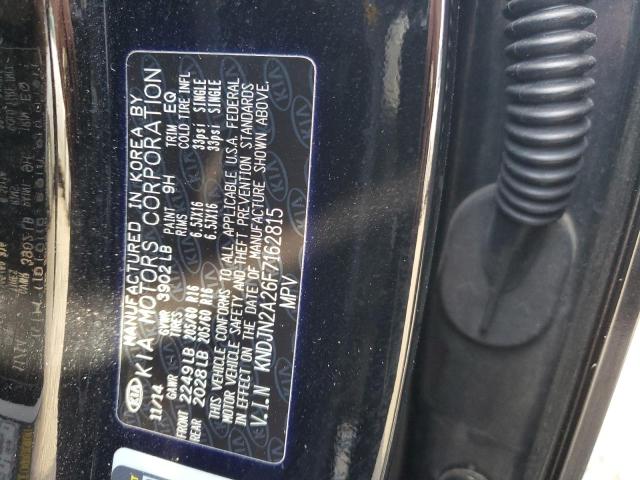 KIA MANUFACTURED IN KOREA BY
KIA MOTORS CORPORATION
11/14 GVWR 3902LB PAINT 9H TRIM EQ
GAWR TIRES RIMS COLD TIRE INFL
FRONT 2249LB 205/60 R16 6.5JX16 33psi SINGLE
REAR 2028LB 205/60 R16 6.5JX16 33psi SINGLE
THIS VEHICLE CONFORMS TO ALL APPLICABLE U.S.A. FEDERAL
MOTOR VEHICLE SAFETY AND THEFT PREVENTION STANDARDS
IN EFFECT ON THE DATE OF MANUFACTURE SHOWN ABOVE.
V.I.N KNDJN2A26F7162815
MPV